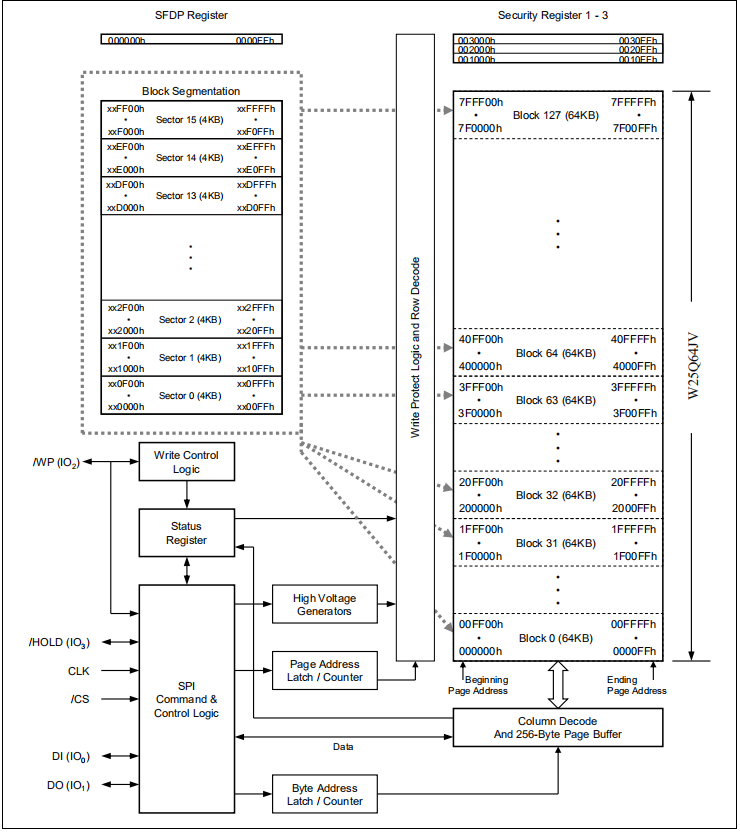 SFDP Register
Security Register 1 - 3
000000h 0000FFh
003000h 0030FFh
002000h 0020FFh
001000h 0010FFh
Block Segmentation
xxFF00h xxFFFFh
• Sector 15 (4KB) •
xxF000h xxF0FFh
xxEF00h xxEFFFh
• Sector 14 (4KB) •
xxE000h xxE0FFh
xxDF00h xxDFFFh
• Sector 13 (4KB) •
xxD000h xxD0FFh
xx2F00h xx2FFFh
• Sector 2 (4KB) •
xx2000h xx20FFh
xx1F00h xx1FFFh
• Sector 1 (4KB) •
xx1000h xx10FFh
xx0F00h xx0FFFh
• Sector 0 (4KB) •
xx0000h xx00FFh
Write Protect Logic and Row Decode
7FFF00h 7FFFFFh
• Block 127 (64KB) •
7F0000h 7F00FFh
40FF00h 40FFFFh
• Block 64 (64KB) •
400000h 4000FFh
3FFF00h 3FFFFFh
• Block 63 (64KB) •
3F0000h 3F00FFh
20FF00h 20FFFFh
• Block 32 (64KB) •
200000h 2000FFh
1FFF00h 1FFFFFh
• Block 31 (64KB) •
1F0000h 1F00FFh
00FF00h 00FFFFh
• Block 0 (64KB) •
000000h 0000FFh
W25Q64JV
Beginning
Page Address
Ending
Page Address
/WP (IO2)
Write Control
Logic
Status
Register
High Voltage
Generators
/HOLD (IO3)
CLK
/CS
DI (IO0)
DO (IO1)
SPI
Command &
Control Logic
Page Address
Latch / Counter
Column Decode
And 256-Byte Page Buffer
Data
Byte Address
Latch / Counter